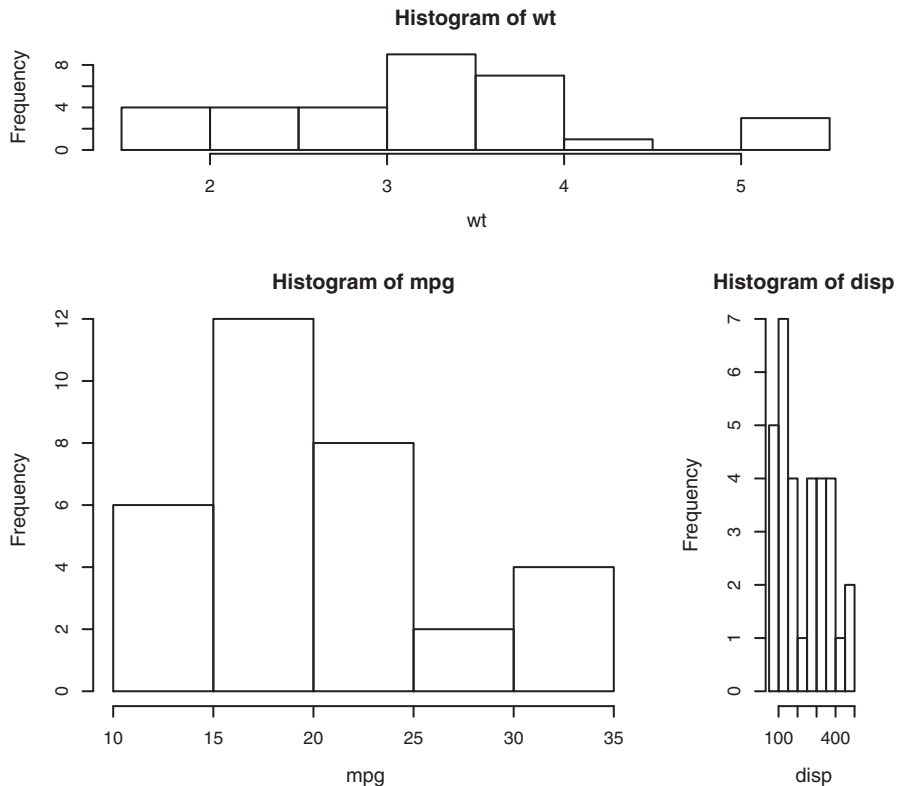 Histogram of wt
Frequency
8
4
0
2 3 4 5
wt
Histogram of mpg
Frequency
12
10
8
6
4
2
0
10 15 20 25 30 35
mpg
Histogram of disp
Frequency
7
6
5
4
3
2
1
0
100 400
disp